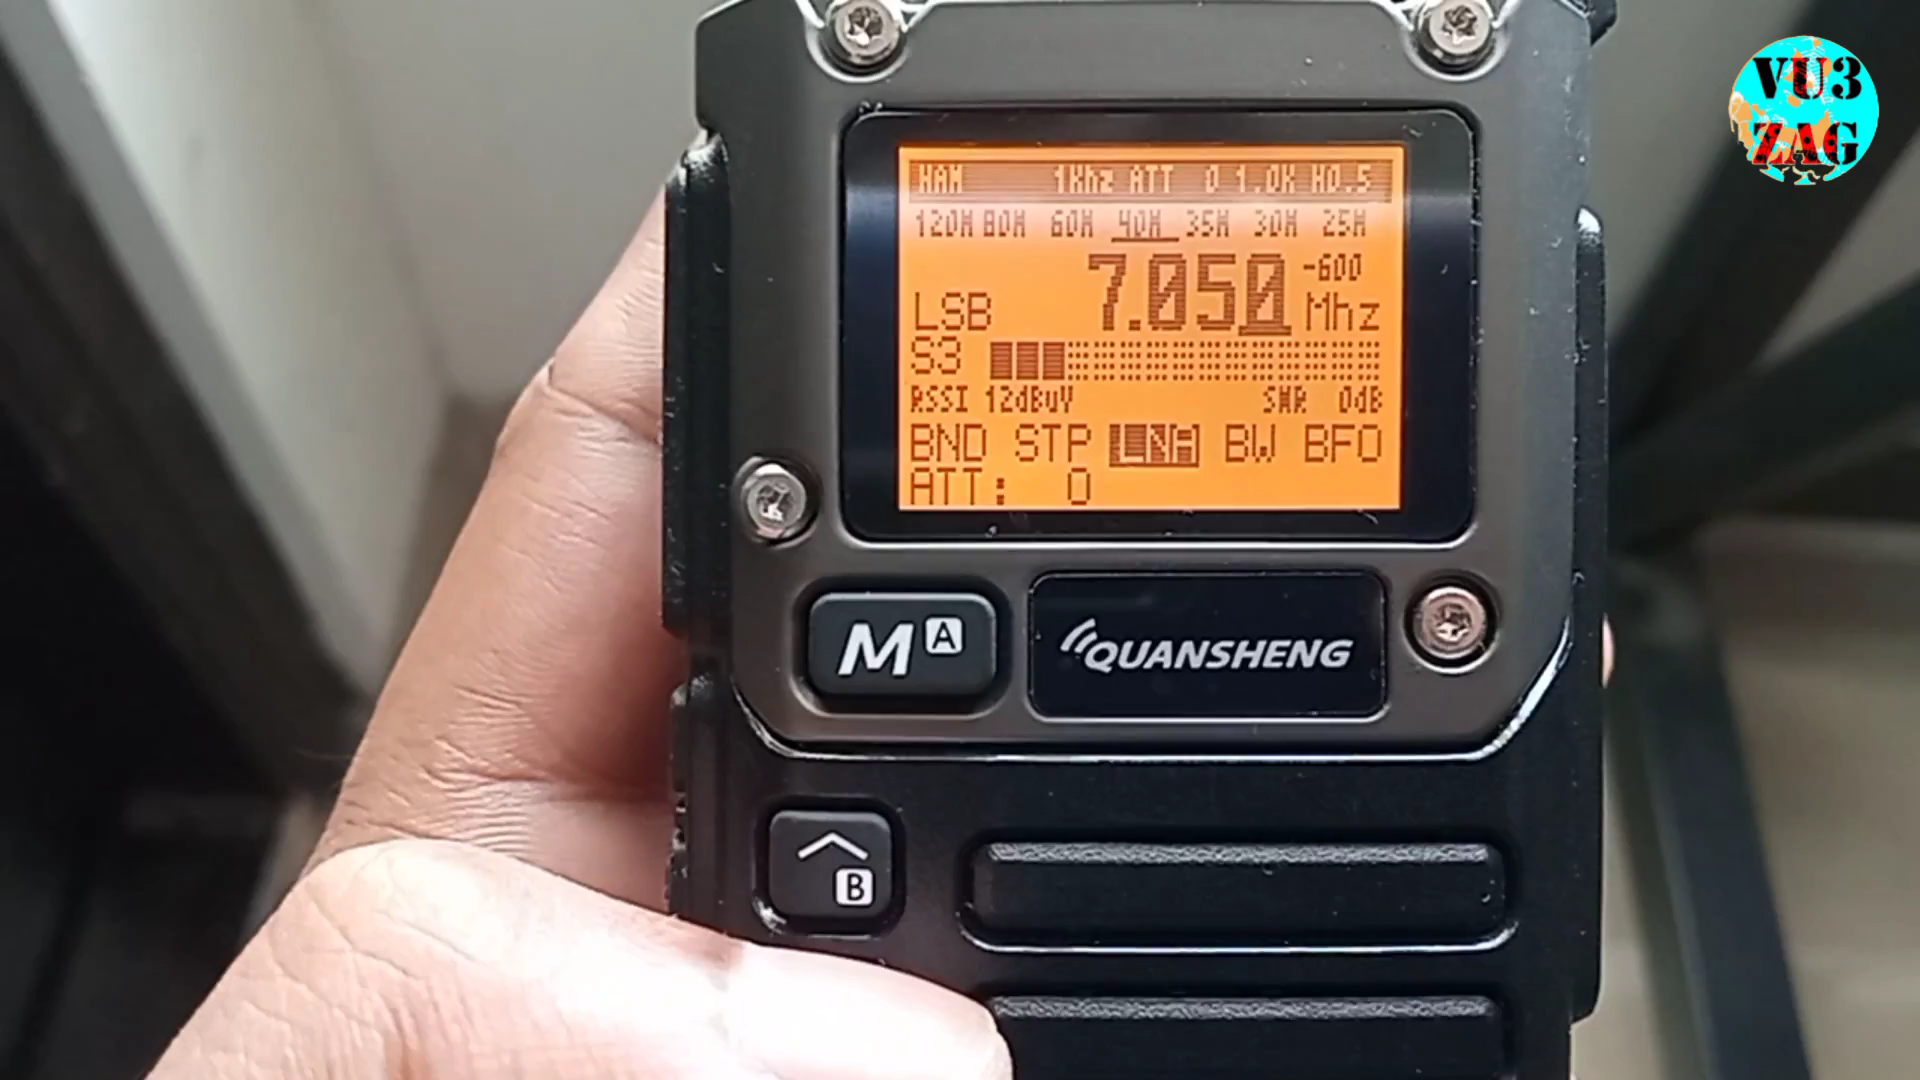 VU3
ZAG
HAM 1Khz ATT 0 1.0K H0.5
120M 80M 60M 40M 35M 30M 25M
7.050 -600
LSB Mhz
S3
RSSI 12dBuV SNR 0dB
BND STP LNA BW BFO
ATT: 0
M A
QUANSHENG
B